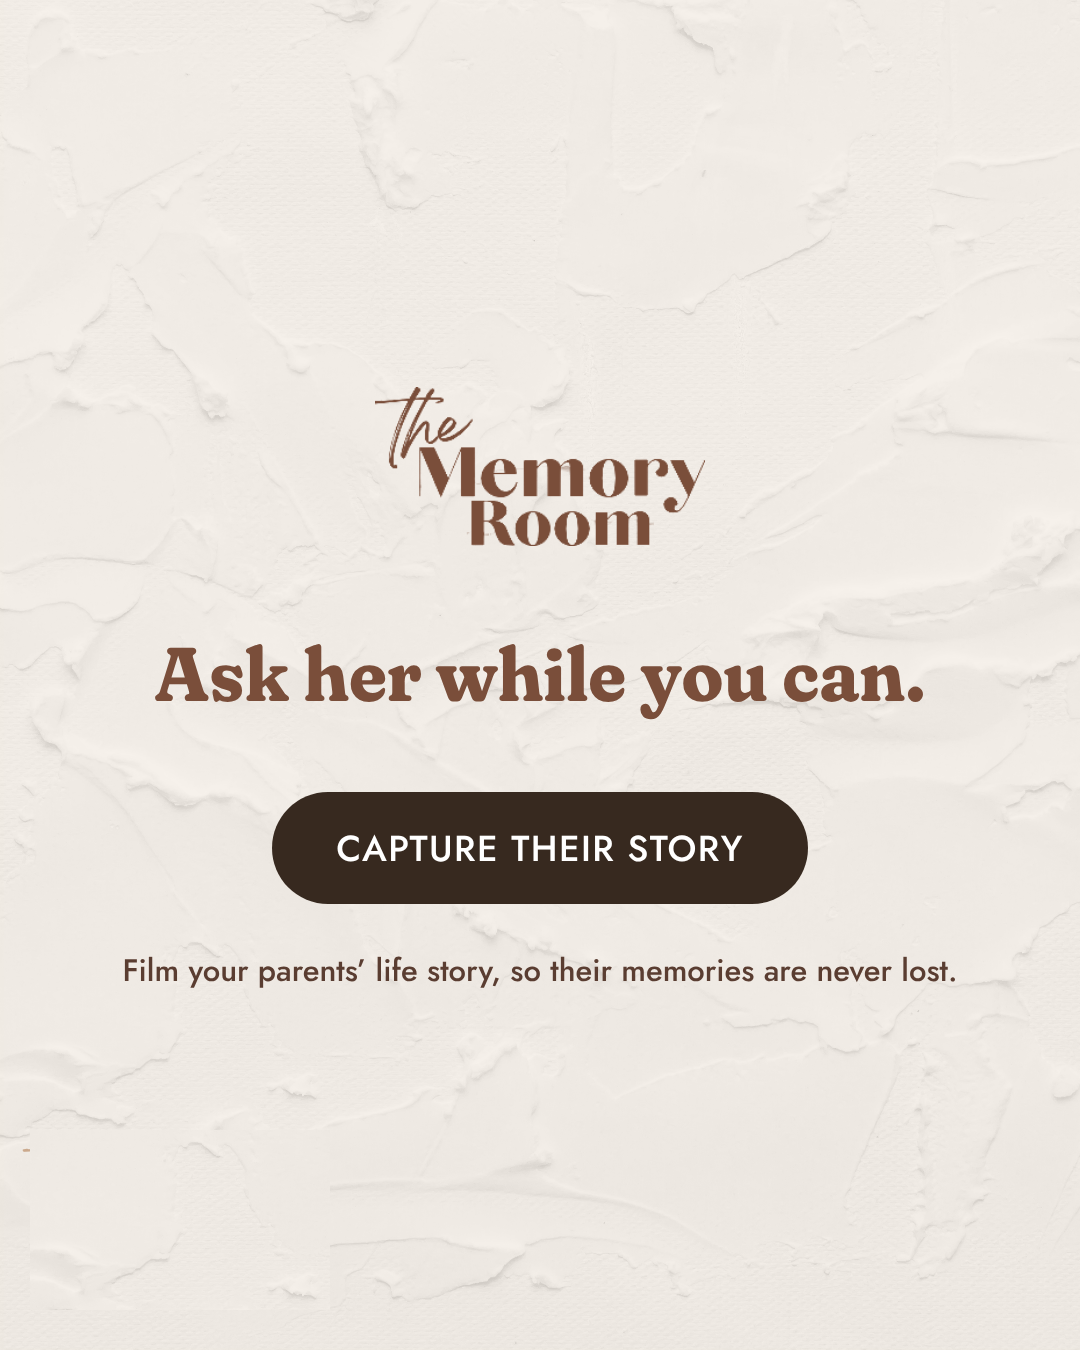 the
Memory
Room
Ask her while you can.
CAPTURE THEIR STORY
Film your parents’ life story, so their memories are never lost.